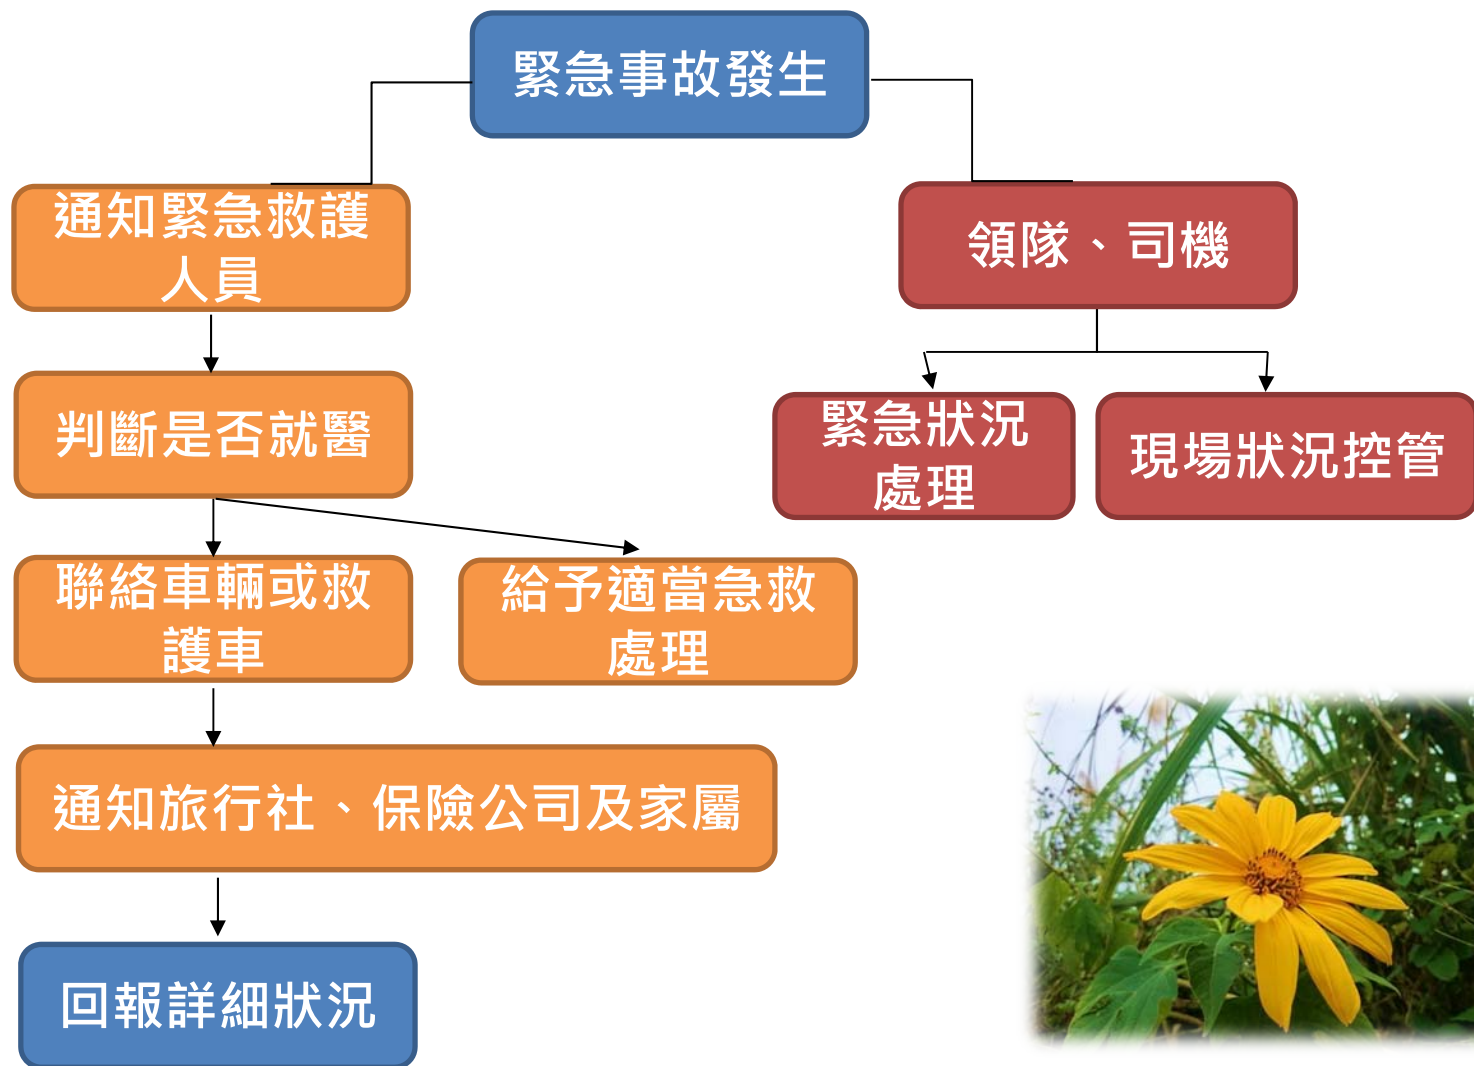 緊急事故發生
通知緊急救護
人員
領隊、司機
判斷是否就醫
緊急狀況
處理
現場狀況控管
聯絡車輛或救
護車
給予適當急救
處理
通知旅行社、保險公司及家屬
回報詳細狀況